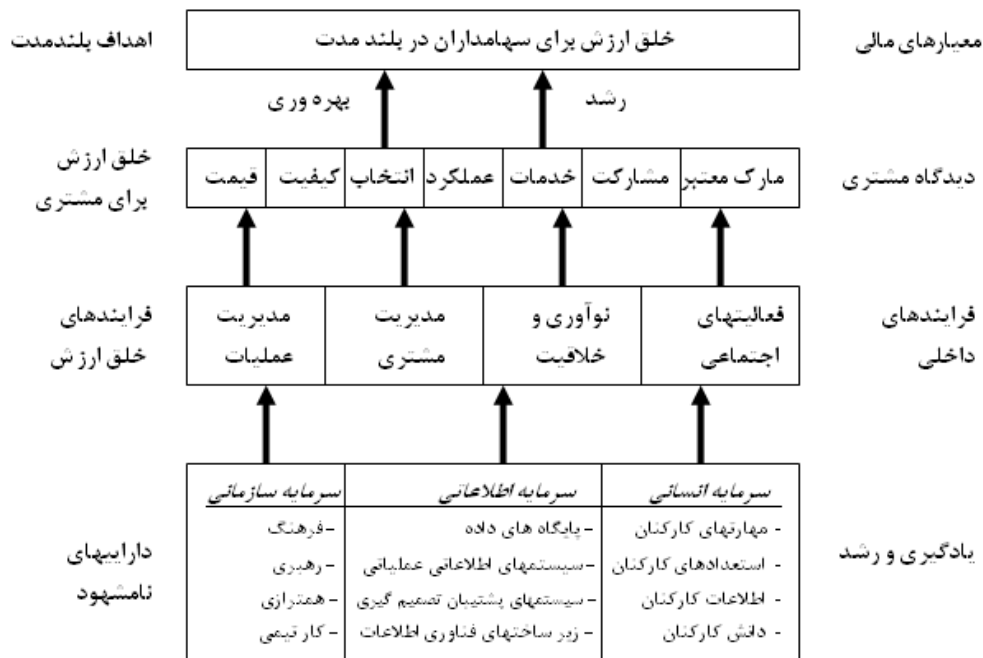 معیارهای مالی
خلق ارزش برای سهامداران در بلند مدت
اهداف بلندمدت
رشد
بهره وری
دیدگاه مشتری
مارک معتبر
مشارکت
خدمات
عملکرد
انتخاب
کیفیت
قیمت
خلق ارزش
برای مشتری
فرایندهای
داخلی
فعالیتهای
اجتماعی
نوآوری و
خلاقیت
مدیریت
مشتری
مدیریت
عملیات
فرایندهای
خلق ارزش
یادگیری و رشد
سرمایه انسانی
- مهارتهای کارکنان
- استعدادهای کارکنان
- اطلاعات کارکنان
- دانش کارکنان
سرمایه اطلاعاتی
- پایگاه های داده
- سیستمهای اطلاعاتی عملیاتی
- سیستمهای پشتیبان تصمیم گیری
- زیر ساختهای فناوری اطلاعات
سرمایه سازمانی
- فرهنگ
- رهبری
- همترازی
- کار تیمی
داراییهای
نامشهود